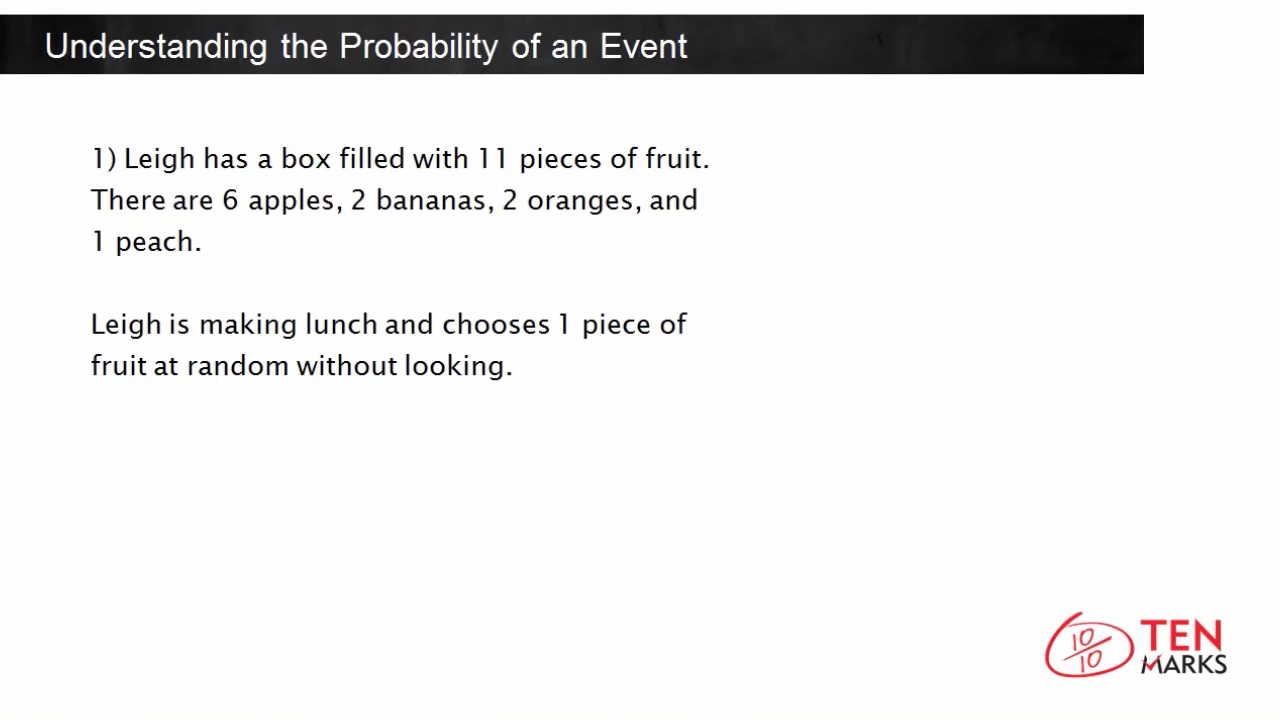 Understanding the Probability of an Event
1) Leigh has a box filled with 11 pieces of fruit.
There are 6 apples, 2 bananas, 2 oranges, and
1 peach.
Leigh is making lunch and chooses 1 piece of
fruit at random without looking.
10/10
TEN
MARKS